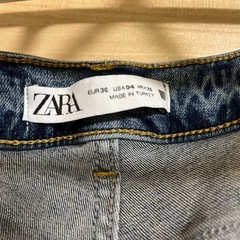 ZARA
EUR 36 USA 04 MEX 26
MADE IN TURKEY